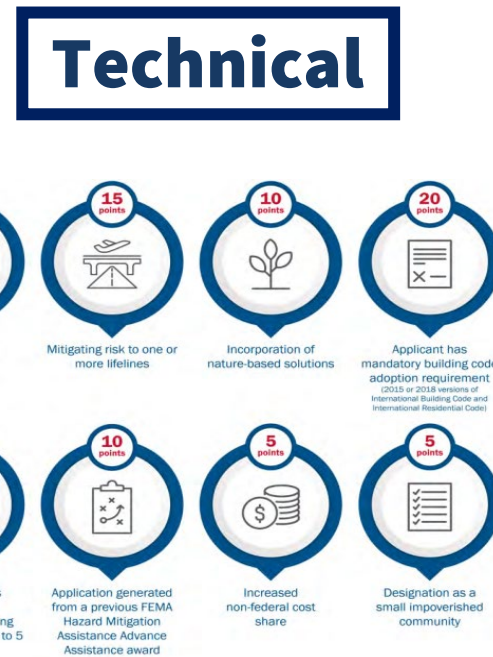 Technical
15
points
10
points
20
points
Mitigating risk to one or
more lifelines
Incorporation of
nature-based solutions
Applicant has
mandatory building code
adoption requirement
(2015 or 2018 versions of
International Building Code and
International Residential Code)
10
points
5
points
5
points
ng
to 5
Application generated
from a previous FEMA
Hazard Mitigation
Assistance Advance
Assistance award
Increased
non-federal cost
share
Designation as a
small impoverished
community